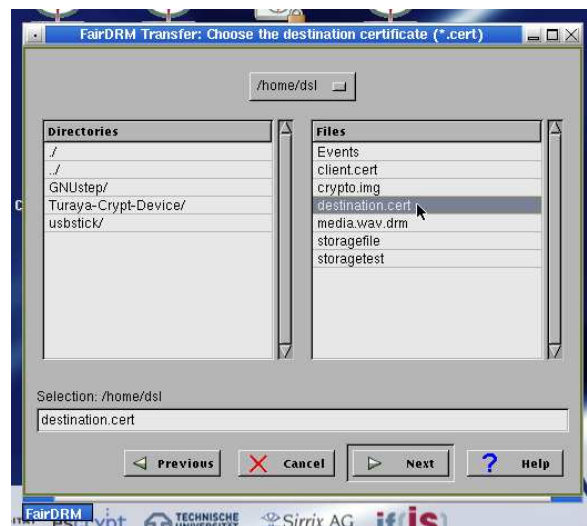 FairDRM Transfer: Choose the destination certificate (*.cert)
/home/dsl
Directories
./
../
GNUstep/
Turaya-Crypt-Device/
usbstick/
Files
Events
client.cert
crypto.img
destination.cert
media.wav.drm
storagefile
storagetest
Selection: /home/dsl
destination.cert
Previous
Cancel
Next
? Help
FairDRM
TECHNISCHE
Sirrix AG
if(is)